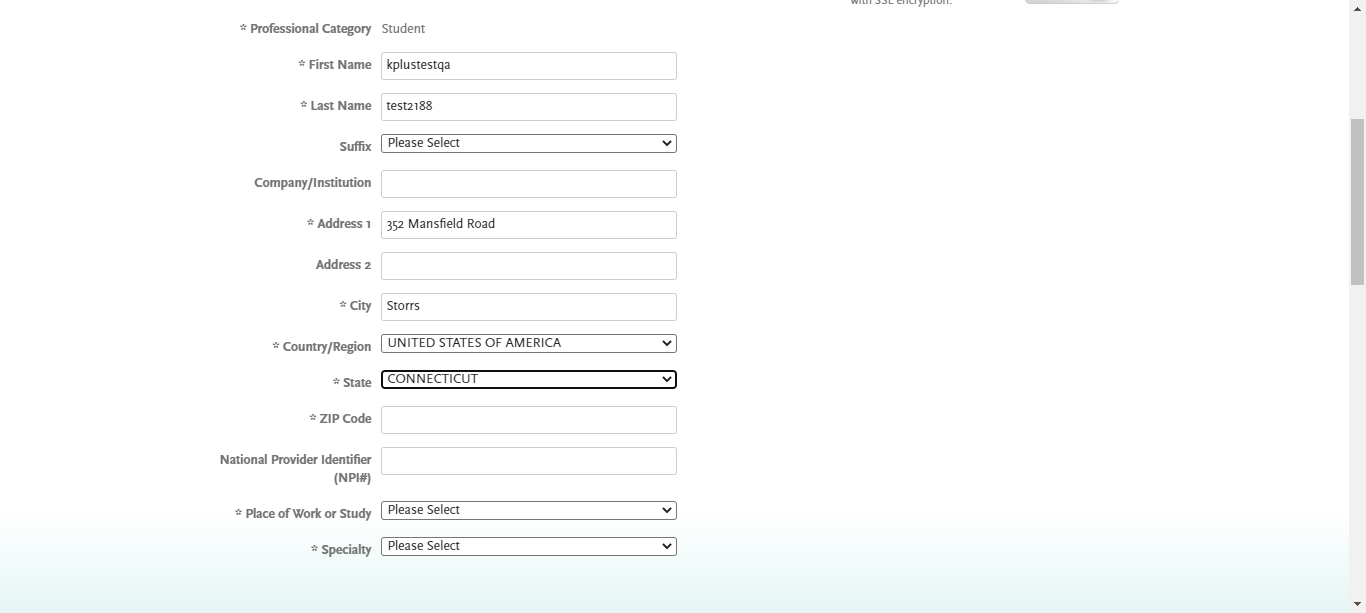 with SSL encryption.
* Professional Category Student
* First Name kplustestqa
* Last Name test2188
Suffix Please Select
Company/Institution
* Address 1 352 Mansfield Road
Address 2
* City Storrs
* Country/Region UNITED STATES OF AMERICA
* State CONNECTICUT
* ZIP Code
National Provider Identifier
(NPI#)
* Place of Work or Study Please Select
* Specialty Please Select